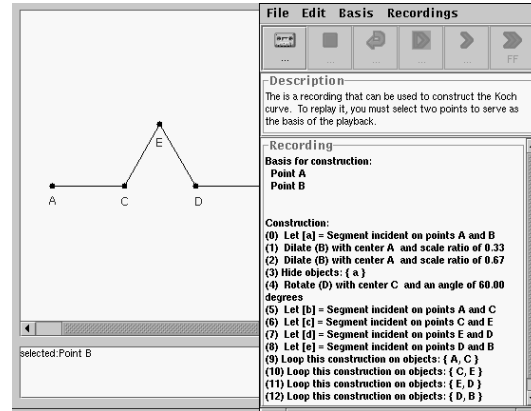 File Edit Basis Recordings
... ... ... ... ... FF
Description
The is a recording that can be used to construct the Koch
curve. To replay it, you must select two points to serve as
the basis of the playback.
Recording
Basis for construction:
Point A
Point B
Construction:
(0) Let [a] = Segment incident on points A and B
(1) Dilate (B) with center A and scale ratio of 0.33
(2) Dilate (B) with center A and scale ratio of 0.67
(3) Hide objects: { a }
(4) Rotate (D) with center C and an angle of 60.00
degrees
(5) Let [b] = Segment incident on points A and C
(6) Let [c] = Segment incident on points C and E
(7) Let [d] = Segment incident on points E and D
(8) Let [e] = Segment incident on points D and B
(9) Loop this construction on objects: { A, C }
(10) Loop this construction on objects: { C, E }
(11) Loop this construction on objects: { E, D }
(12) Loop this construction on objects: { D, B }
E
A C D
selected:Point B